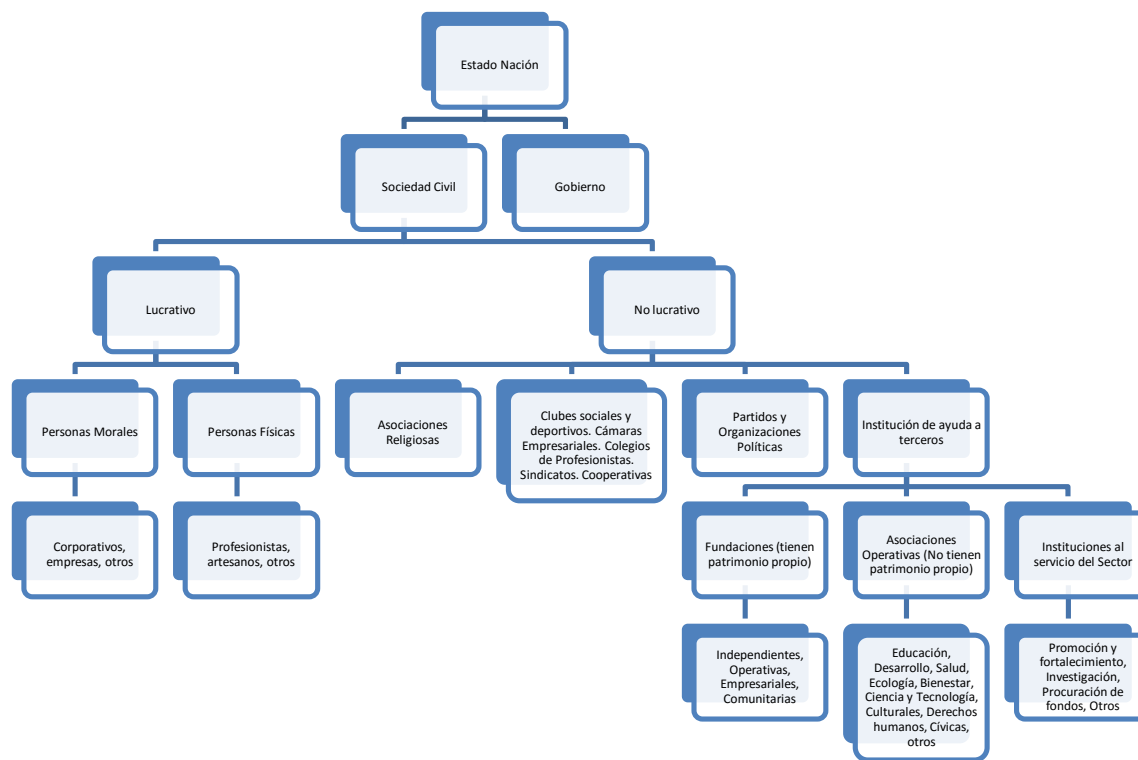 Estado Nación
Sociedad Civil
Gobierno
Lucrativo
No lucrativo
Personas Morales
Personas Físicas
Asociaciones
Religiosas
Clubes sociales y
deportivos. Cámaras
Empresariales. Colegios
de Profesionistas.
Sindicatos. Cooperativas
Partidos y
Organizaciones
Políticas
Institución de ayuda a
terceros
Corporativos,
empresas, otros
Profesionistas,
artesanos, otros
Fundaciones (tienen
patrimonio propio)
Asociaciones
Operativas (No tienen
patrimonio propio)
Instituciones al
servicio del Sector
Independientes,
Operativas,
Empresariales,
Comunitarias
Educación,
Desarrollo, Salud,
Ecología, Bienestar,
Ciencia y Tecnología,
Culturales, Derechos
humanos, Cívicas,
otros
Promoción y
fortalecimiento,
Investigación,
Procuración de
fondos, Otros